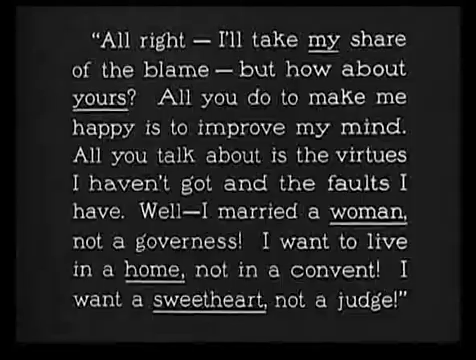 "All right — I'll take my share
of the blame — but how about
yours? All you do to make me
happy is to improve my mind.
All you talk about is the virtues
I haven't got and the faults I
have. Well—I married a woman,
not a governess! I want to live
in a home, not in a convent! I
want a sweetheart, not a judge!"